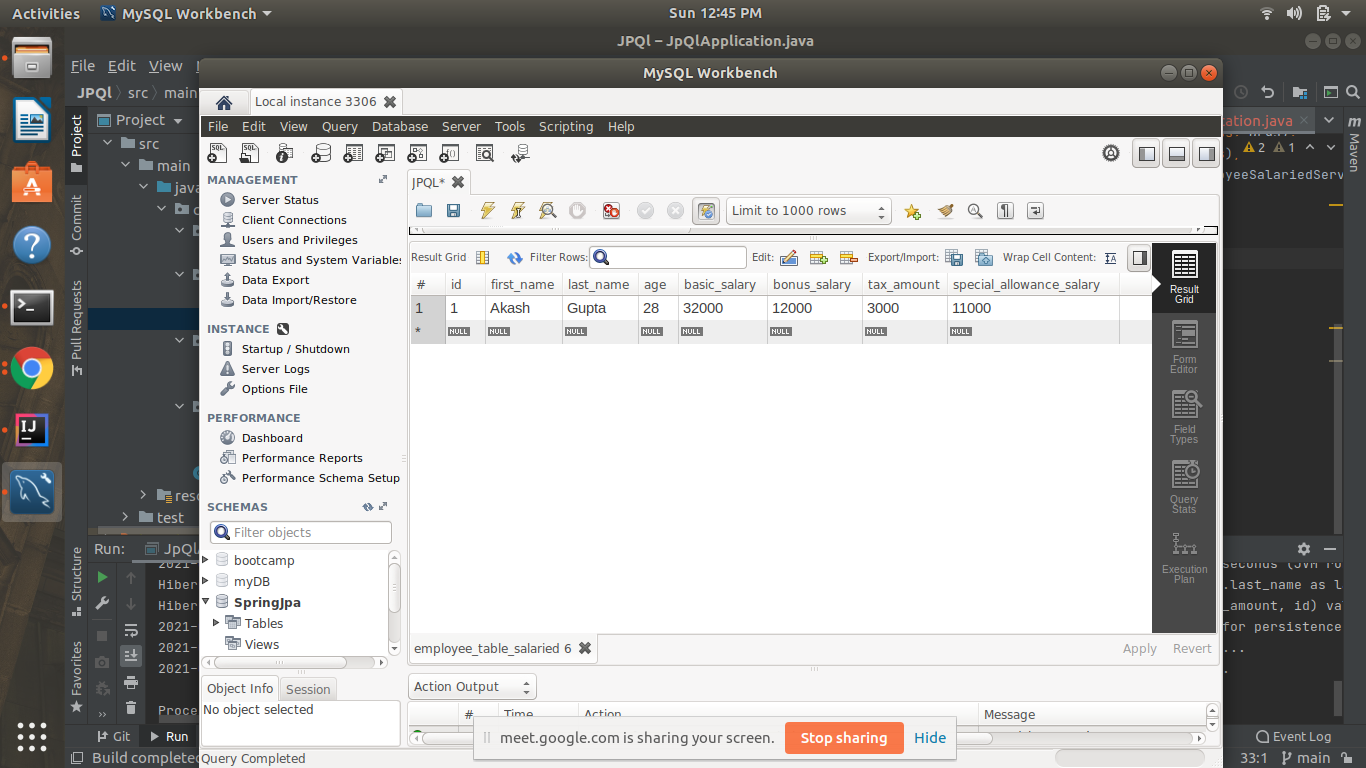 Activities MySQL Workbench Sun 12:45 PM
JPQl – JpQlApplication.java
File Edit View
MySQL Workbench
JPQl src main
Local instance 3306
Project
File Edit View Query Database Server Tools Scripting Help
src
main
MANAGEMENT
Server Status
Client Connections
Users and Privileges
Status and System Variables
Data Export
Data Import/Restore
INSTANCE
Startup / Shutdown
Server Logs
Options File
PERFORMANCE
Dashboard
Performance Reports
Performance Schema Setup
SCHEMAS
Filter objects
bootcamp
myDB
SpringJpa
Tables
Views
Object Info Session
No object selected
Query Completed
JPQL*
Limit to 1000 rows
Result Grid Filter Rows: Edit: Export/Import: Wrap Cell Content: IA
# id first_name last_name age basic_salary bonus_salary tax_amount special_allowance_salary
1 1 Akash Gupta 28 32000 12000 3000 11000
* NULL NULL NULL NULL NULL NULL NULL NULL
Result Grid
Form Editor
Field Types
Query Stats
Execution Plan
employee_table_salaried 6 Apply Revert
Action Output
# Time Action Message
meet.google.com is sharing your screen. Stop sharing Hide
Project
Commit
Pull Requests
Structure
Favorites
java
test
Run: JpQl
2021-
2021-
2021-
2021-
Git Run
Build completed
ation.java
2 1
Maven
m
.last_name as l
_amount, id) va
for persistence
...
Event Log
33:1 main